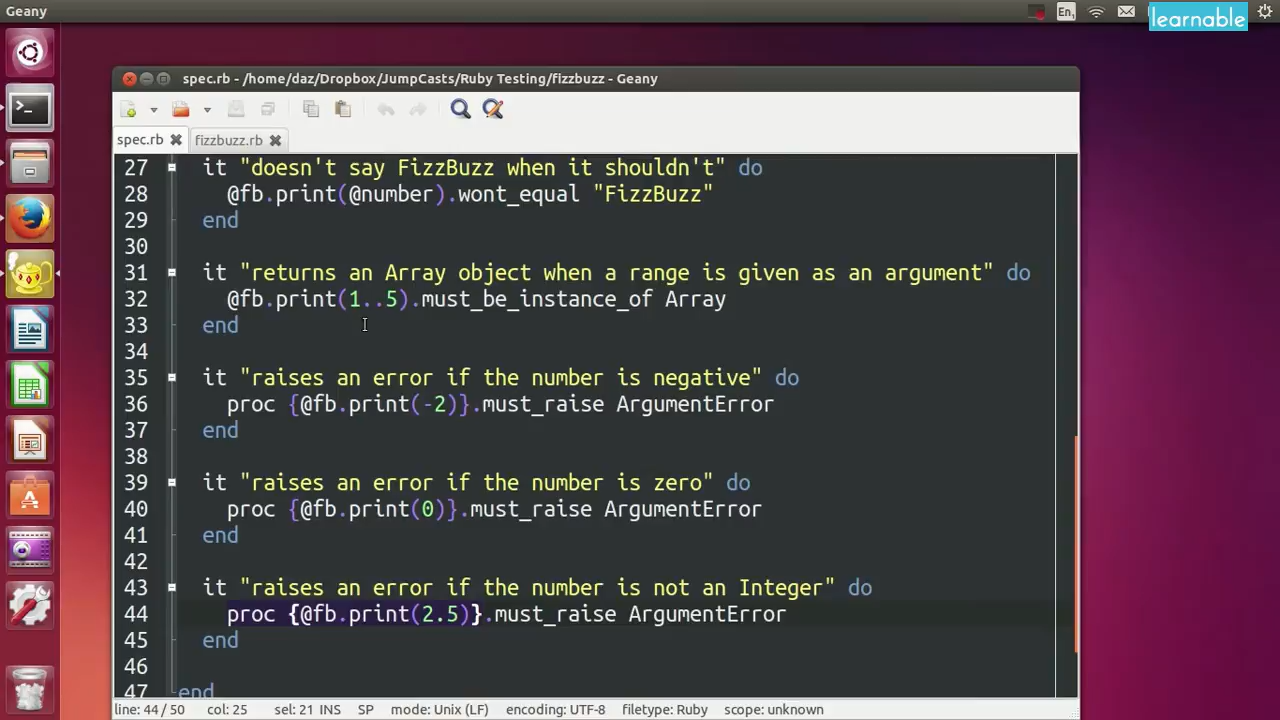 Geany
En1
learnable
spec.rb - /home/daz/Dropbox/JumpCasts/Ruby Testing/fizzbuzz - Geany
spec.rb
fizzbuzz.rb
27 it "doesn't say FizzBuzz when it shouldn't" do
28 @fb.print(@number).wont_equal "FizzBuzz"
29 end
30
31 it "returns an Array object when a range is given as an argument" do
32 @fb.print(1..5).must_be_instance_of Array
33 end
34
35 it "raises an error if the number is negative" do
36 proc {@fb.print(-2)}.must_raise ArgumentError
37 end
38
39 it "raises an error if the number is zero" do
40 proc {@fb.print(0)}.must_raise ArgumentError
41 end
42
43 it "raises an error if the number is not an Integer" do
44 proc {@fb.print(2.5)}.must_raise ArgumentError
45 end
46
47 end
line: 44 / 50 col: 25 sel: 21 INS SP mode: Unix (LF) encoding: UTF-8 filetype: Ruby scope: unknown